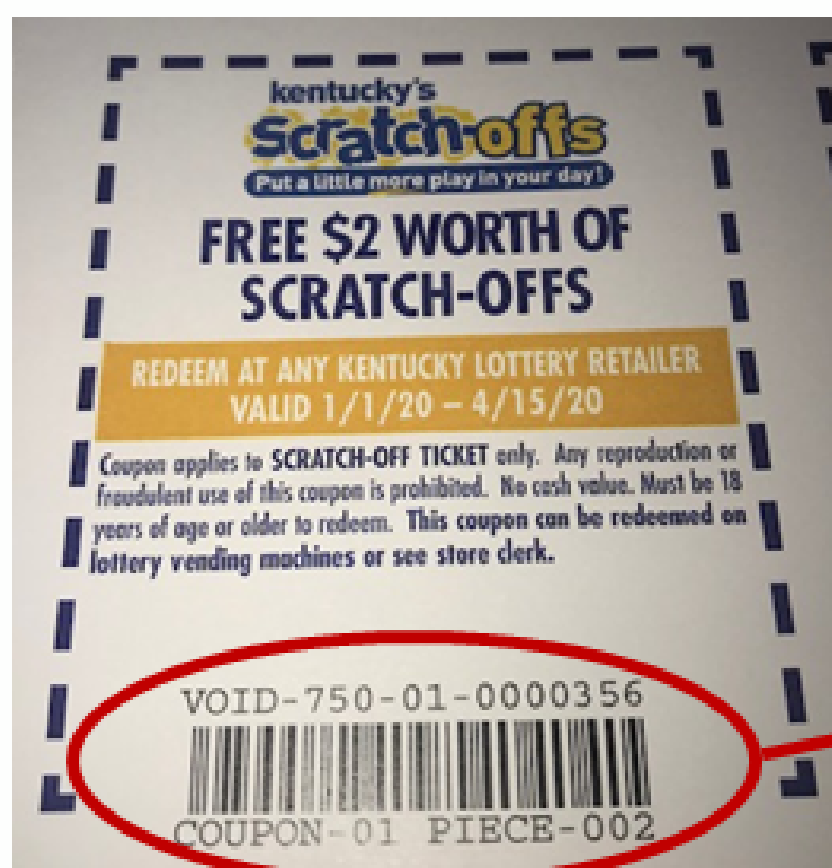 kentucky's
Scratch-offs
Put a little more play in your day!
FREE $2 WORTH OF
SCRATCH-OFFS
REDEEM AT ANY KENTUCKY LOTTERY RETAILER
VALID 1/1/20 – 4/15/20
Coupon applies to SCRATCH-OFF TICKET only. Any reproduction or
fraudulent use of this coupon is prohibited. No cash value. Must be 18
years of age or older to redeem. This coupon can be redeemed on
lottery vending machines or see store clerk.
VOID-750-01-0000356
COUPON-01 PIECE-002